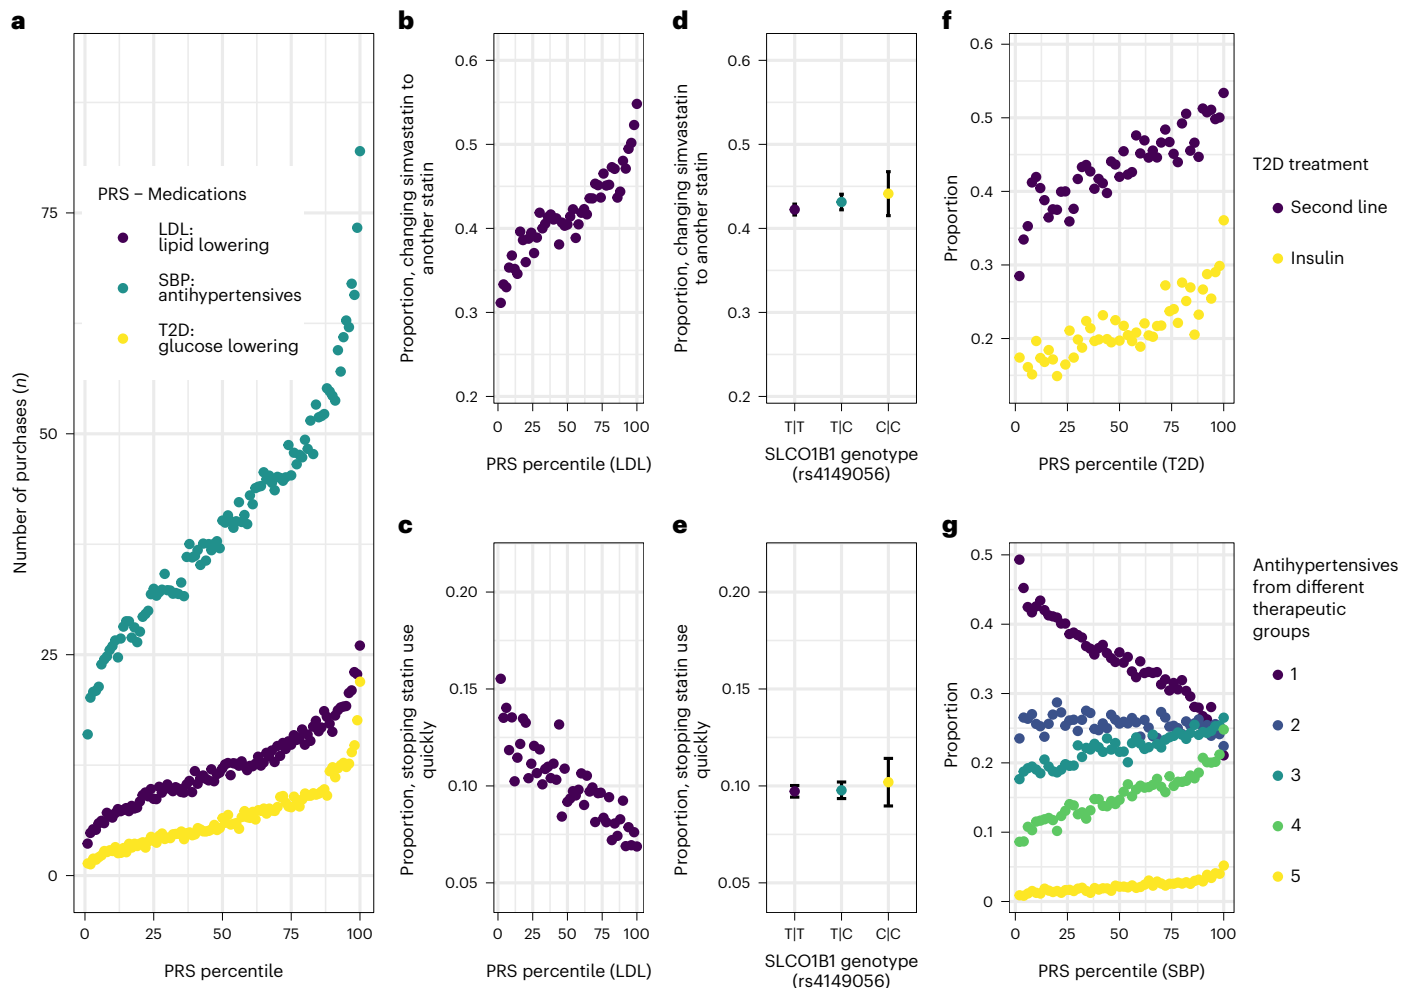 a
Number of purchases (n)
75
50
25
0
PRS – Medications
LDL:
lipid lowering
SBP:
antihypertensives
T2D:
glucose lowering
0 25 50 75 100
PRS percentile
b
Proportion, changing simvastatin to
another statin
0.6
0.5
0.4
0.3
0.2
0 25 50 75 100
PRS percentile (LDL)
c
Proportion, stopping statin use
quickly
0.20
0.15
0.10
0.05
0 25 50 75 100
PRS percentile (LDL)
d
Proportion, changing simvastatin
to another statin
0.6
0.5
0.4
0.3
0.2
T|T T|C C|C
SLCO1B1 genotype
(rs4149056)
e
Proportion, stopping statin use
quickly
0.20
0.15
0.10
0.05
T|T T|C C|C
SLCO1B1 genotype
(rs4149056)
f
Proportion
0.6
0.5
0.4
0.3
0.2
0 25 50 75 100
PRS percentile (T2D)
T2D treatment
Second line
Insulin
g
Proportion
0.5
0.4
0.3
0.2
0.1
0
0 25 50 75 100
PRS percentile (SBP)
Antihypertensives
from different
therapeutic
groups
1
2
3
4
5